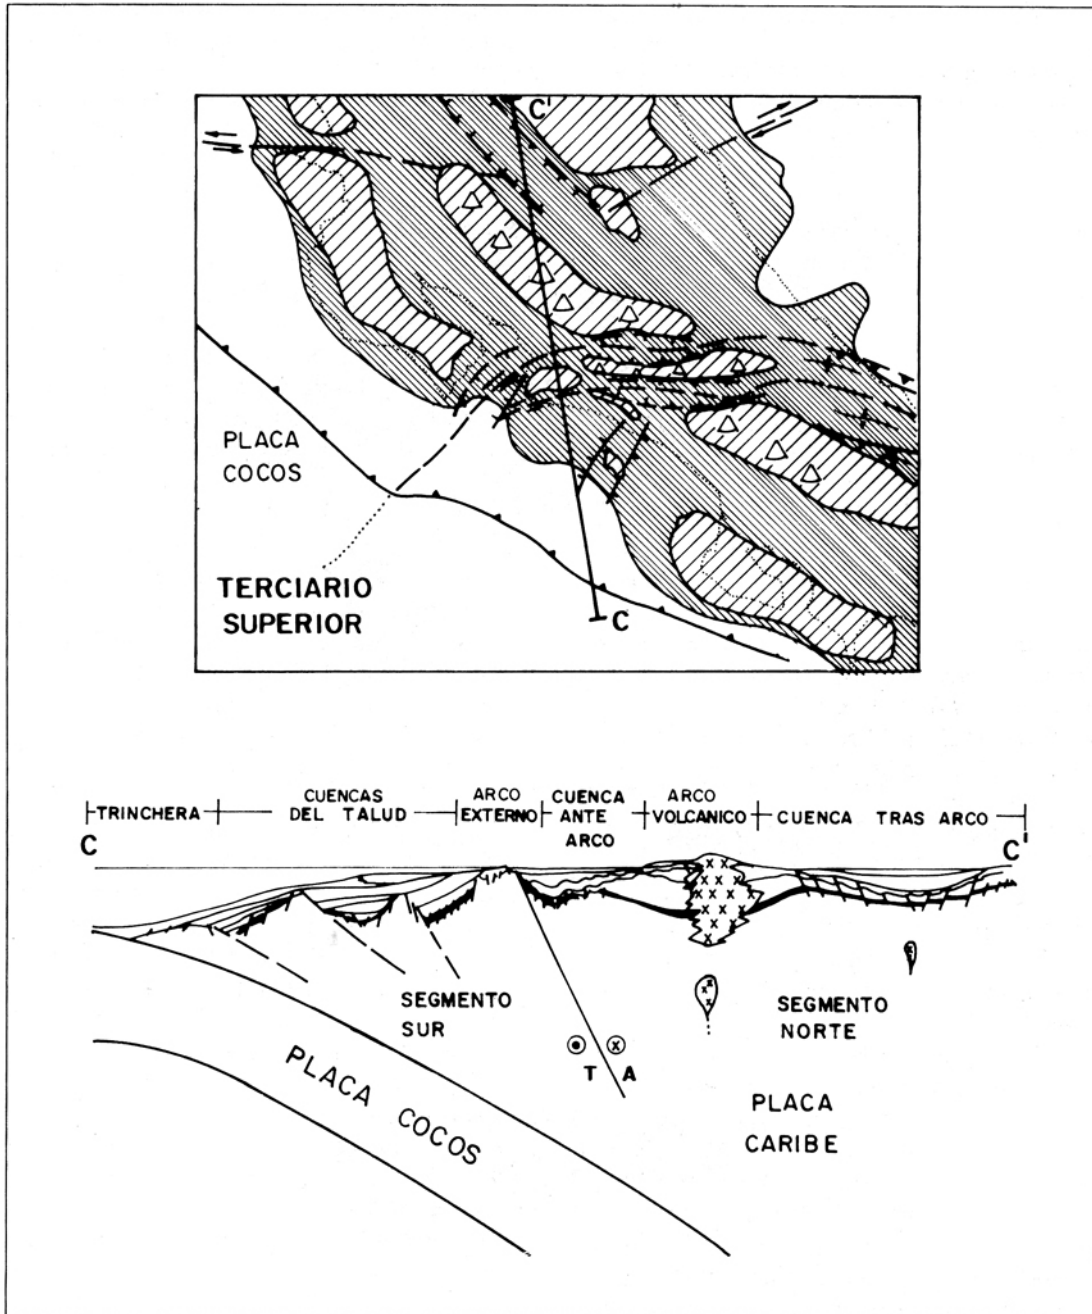 C'
PLACA
COCOS
TERCIARIO
SUPERIOR
C
TRINCHERA
CUENCAS
DEL TALUD
ARCO
EXTERNO
CUENCA
ANTE
ARCO
ARCO
VOLCANICO
CUENCA TRAS ARCO
C
C'
SEGMENTO
SUR
SEGMENTO
NORTE
T A
PLACA COCOS
PLACA
CARIBE